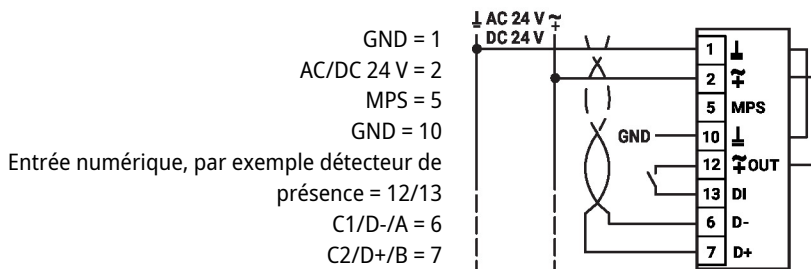 GND = 1
AC/DC 24 V = 2
MPS = 5
GND = 10
Entrée numérique, par exemple détecteur de
présence = 12/13
C1/D-/A = 6
C2/D+/B = 7
⊥ AC 24 V ~
DC 24 V +
1 ⊥
2 ~+
5 MPS
GND 10 ⊥
12 ~+ OUT
13 DI
6 D-
7 D+